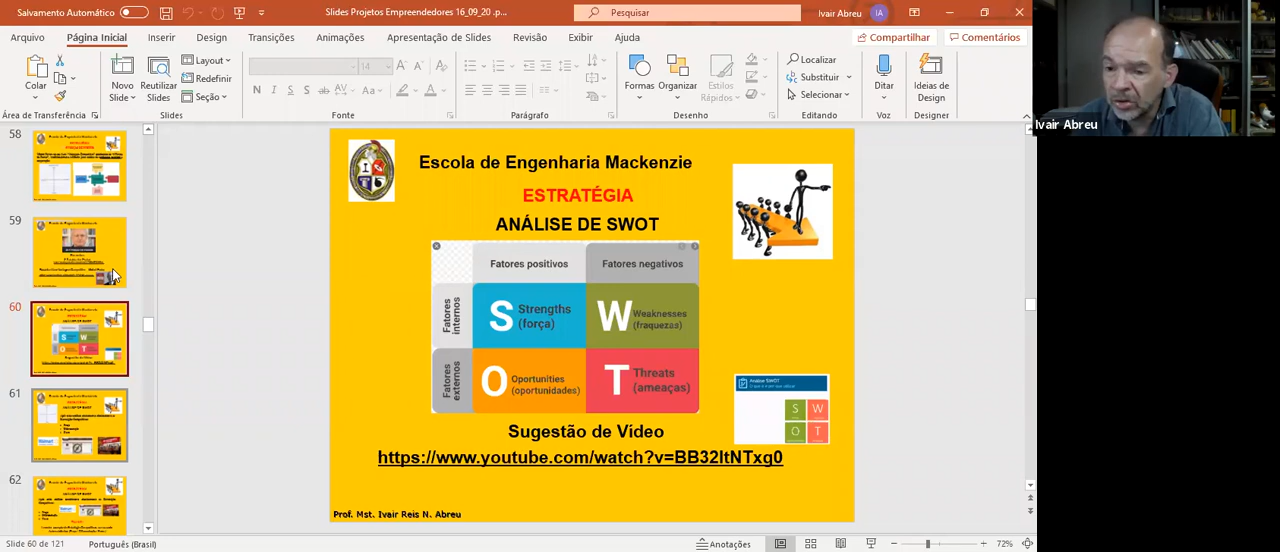 Salvamento Automático
Slides Projetos Empreendedores 16_09_20 .p...
Pesquisar
Ivair Abreu
IA
Arquivo
Página Inicial
Inserir
Design
Transições
Animações
Apresentação de Slides
Revisão
Exibir
Ajuda
Compartilhar
Comentários
Colar
Novo
Slide
Reutilizar
Slides
Layout
Redefinir
Seção
14
N I S ab AV Aa
Formas
Organizar
Estilos
Rápidos
Localizar
Substituir
Selecionar
Ditar
Ideias de
Design
Área de Transferência
Slides
Fonte
Parágrafo
Desenho
Editando
Voz
Designer
Ivair Abreu
58
59
60
61
62
Escola de Engenharia Mackenzie
ESTRATÉGIA
ANÁLISE DE SWOT
Fatores positivos
Fatores negativos
Fatores
internos
S Strengths
(força)
W Weaknesses
(fraquezas)
Fatores
externos
O Oportunities
(oportunidades)
T Threats
(ameaças)
Análise SWOT
S W
O T
Sugestão de Vídeo
https://www.youtube.com/watch?v=BB32ltNTxg0
Prof. Mst. Ivair Reis N. Abreu
Slide 60 de 121
Português (Brasil)
Anotações
72%